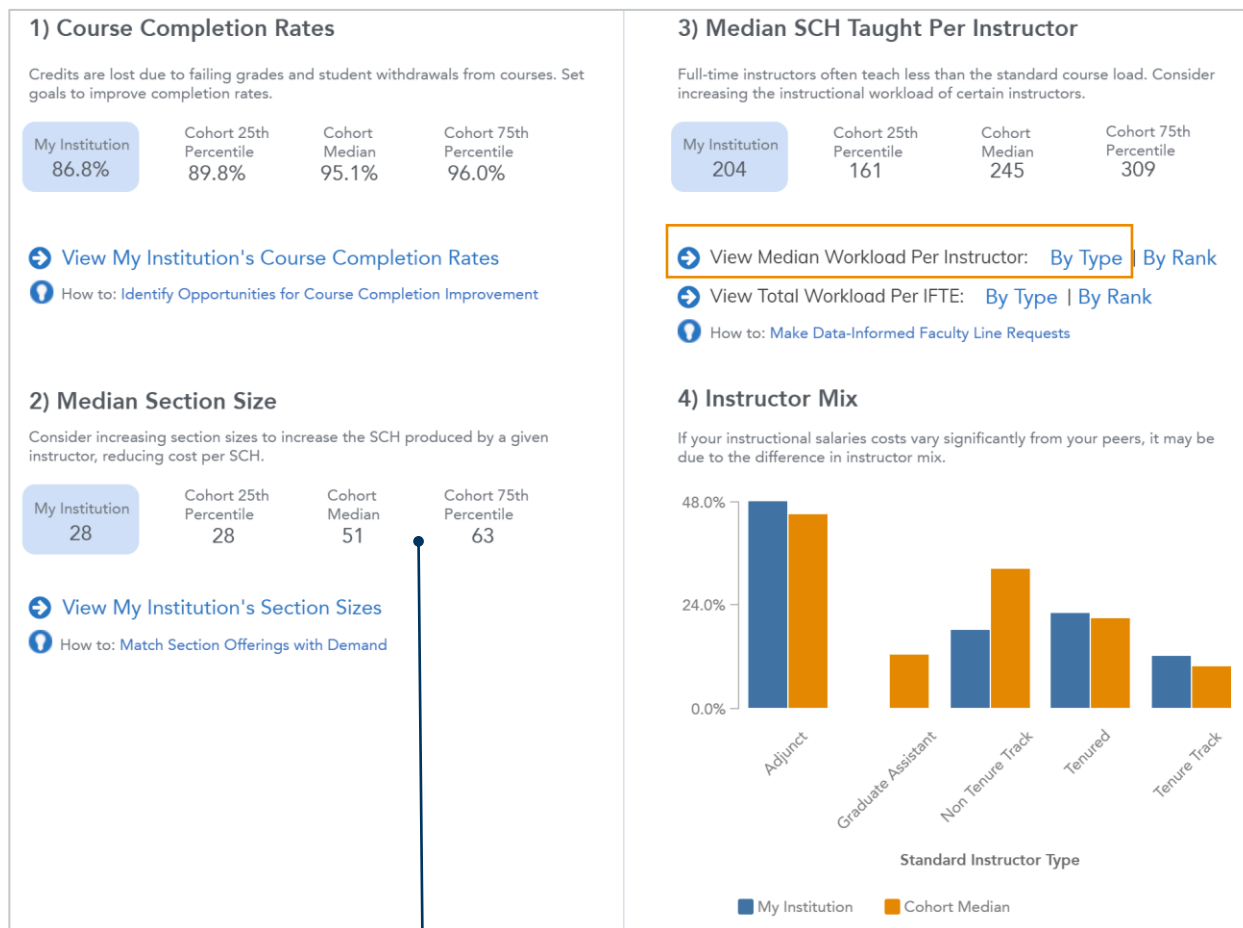 1) Course Completion Rates
Credits are lost due to failing grades and student withdrawals from courses. Set
goals to improve completion rates.
My Institution
86.8%
Cohort 25th
Percentile
89.8%
Cohort
Median
95.1%
Cohort 75th
Percentile
96.0%
View My Institution's Course Completion Rates
How to: Identify Opportunities for Course Completion Improvement
2) Median Section Size
Consider increasing section sizes to increase the SCH produced by a given
instructor, reducing cost per SCH.
My Institution
28
Cohort 25th
Percentile
28
Cohort
Median
51
Cohort 75th
Percentile
63
View My Institution's Section Sizes
How to: Match Section Offerings with Demand
3) Median SCH Taught Per Instructor
Full-time instructors often teach less than the standard course load. Consider
increasing the instructional workload of certain instructors.
My Institution
204
Cohort 25th
Percentile
161
Cohort
Median
245
Cohort 75th
Percentile
309
View Median Workload Per Instructor: By Type | By Rank
View Total Workload Per IFTE: By Type | By Rank
How to: Make Data-Informed Faculty Line Requests
4) Instructor Mix
If your instructional salaries costs vary significantly from your peers, it may be
due to the difference in instructor mix.
48.0%
24.0%
0.0%
Adjunct
Graduate Assistant
Non Tenure Track
Tenured
Tenure Track
Standard Instructor Type
My Institution
Cohort Median